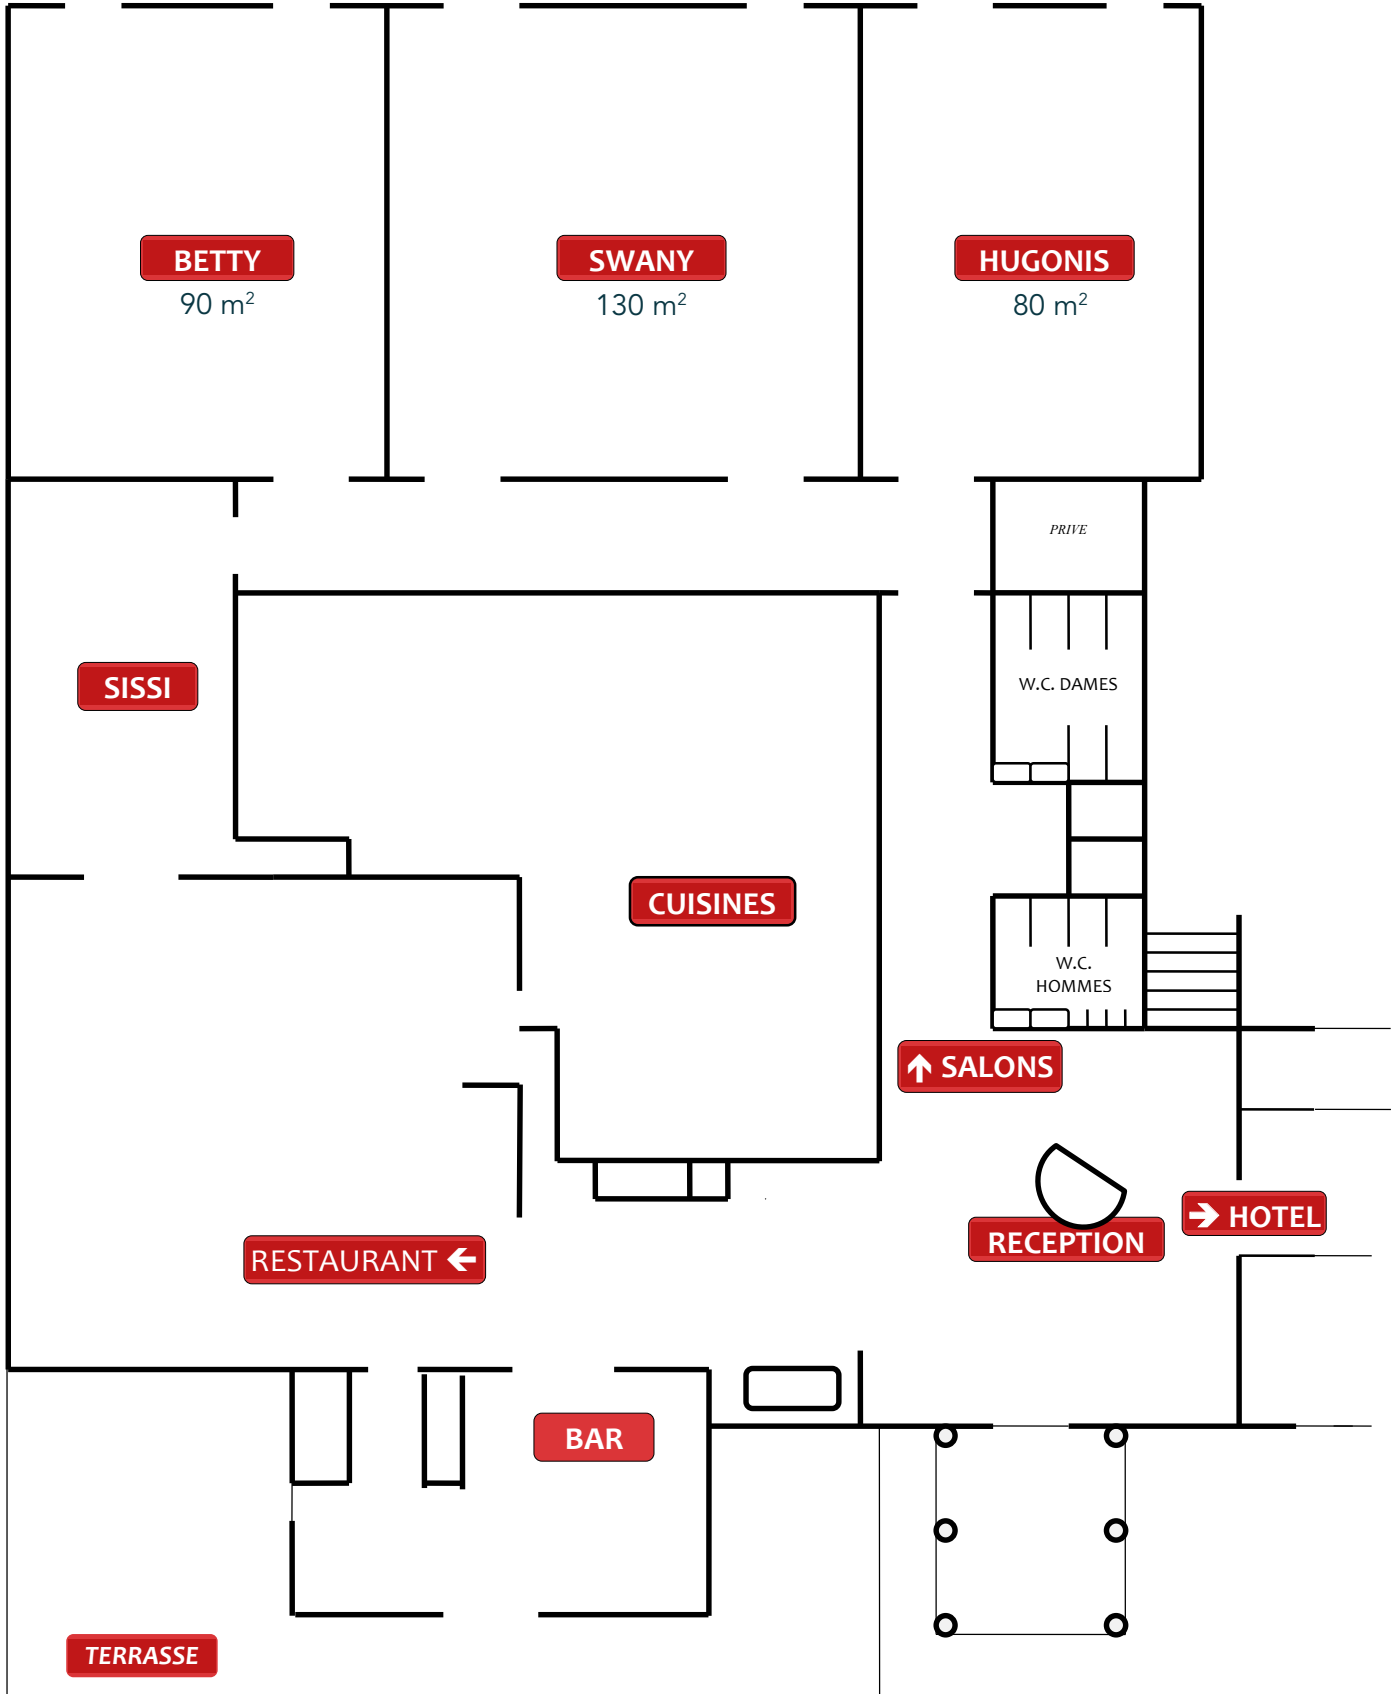 BETTY
90 m²
SWANY
130 m²
HUGONIS
80 m²
PRIVE
W.C. DAMES
SISSI
CUISINES
W.C.
HOMMES
↑ SALONS
→ HOTEL
RECEPTION
RESTAURANT ←
BAR
TERRASSE